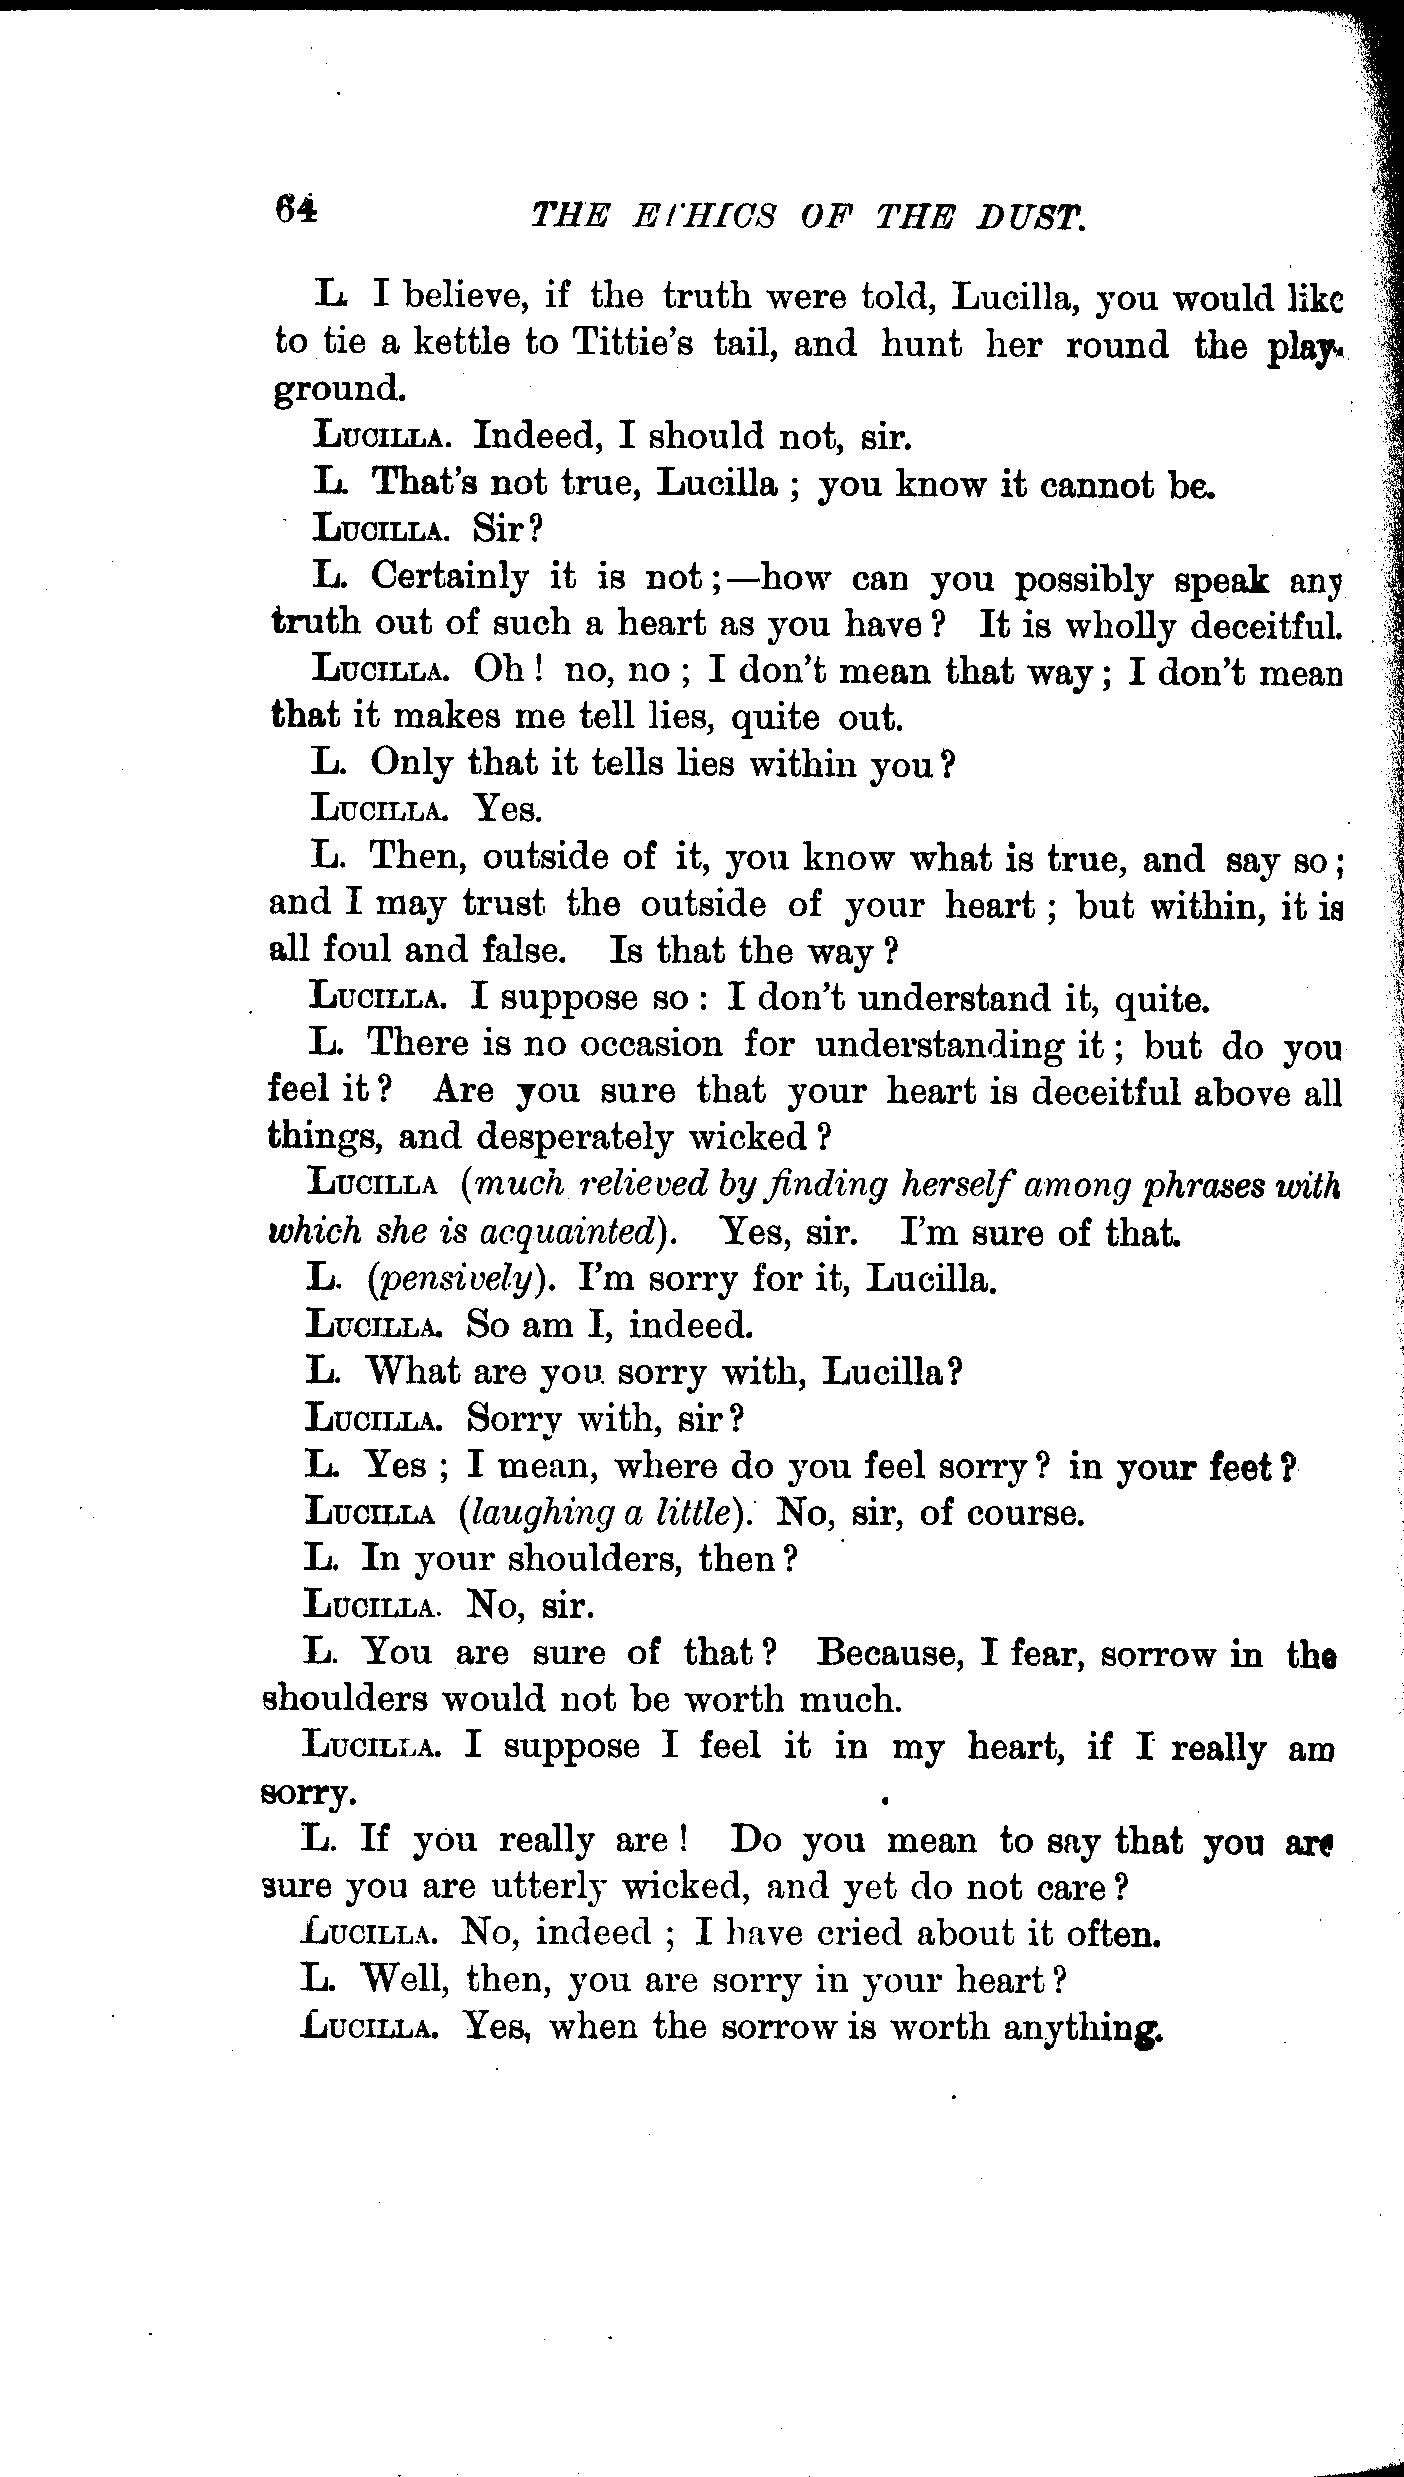 64 THE ETHICS OF THE DUST.
L. I believe, if the truth were told, Lucilla, you would like
to tie a kettle to Tittie's tail, and hunt her round the play-
ground.
LUCILLA. Indeed, I should not, sir.
L. That's not true, Lucilla ; you know it cannot be.
LUCILLA. Sir?
L. Certainly it is not ;—how can you possibly speak any
truth out of such a heart as you have ? It is wholly deceitful.
LUCILLA. Oh ! no, no ; I don't mean that way ; I don't mean
that it makes me tell lies, quite out.
L. Only that it tells lies within you ?
LUCILLA. Yes.
L. Then, outside of it, you know what is true, and say so ;
and I may trust the outside of your heart ; but within, it is
all foul and false. Is that the way ?
LUCILLA. I suppose so : I don't understand it, quite.
L. There is no occasion for understanding it ; but do you
feel it ? Are you sure that your heart is deceitful above all
things, and desperately wicked ?
LUCILLA (much relieved by finding herself among phrases with
which she is acquainted). Yes, sir. I'm sure of that.
L. (pensively). I'm sorry for it, Lucilla.
LUCILLA. So am I, indeed.
L. What are you sorry with, Lucilla?
LUCILLA. Sorry with, sir?
L. Yes ; I mean, where do you feel sorry ? in your feet ?
LUCILLA (laughing a little). No, sir, of course.
L. In your shoulders, then ?
LUCILLA. No, sir.
L. You are sure of that ? Because, I fear, sorrow in the
shoulders would not be worth much.
LUCILLA. I suppose I feel it in my heart, if I really am
sorry.
L. If you really are ! Do you mean to say that you are
sure you are utterly wicked, and yet do not care ?
LUCILLA. No, indeed ; I have cried about it often.
L. Well, then, you are sorry in your heart ?
LUCILLA. Yes, when the sorrow is worth anything.